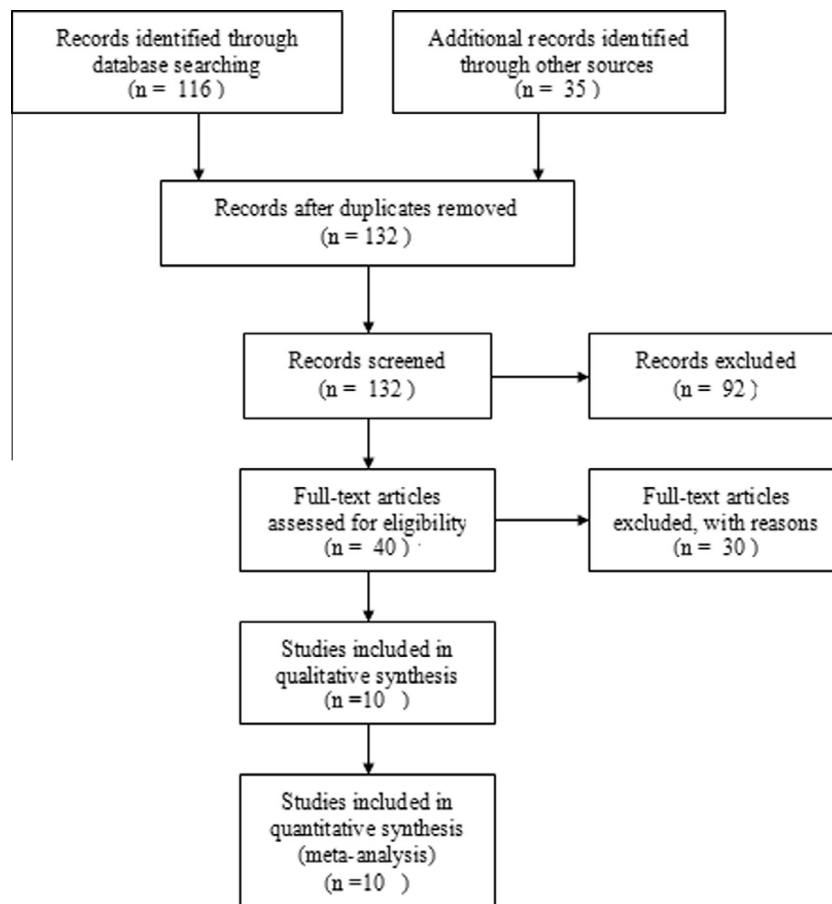 Records identified through
database searching
(n = 116 )
Additional records identified
through other sources
(n = 35 )
Records after duplicates removed
(n = 132 )
Records screened
(n = 132 )
Records excluded
(n = 92 )
Full-text articles
assessed for eligibility
(n = 40 )
Full-text articles
excluded, with reasons
(n = 30 )
Studies included in
qualitative synthesis
(n =10 )
Studies included in
quantitative synthesis
(meta-analysis)
(n =10 )